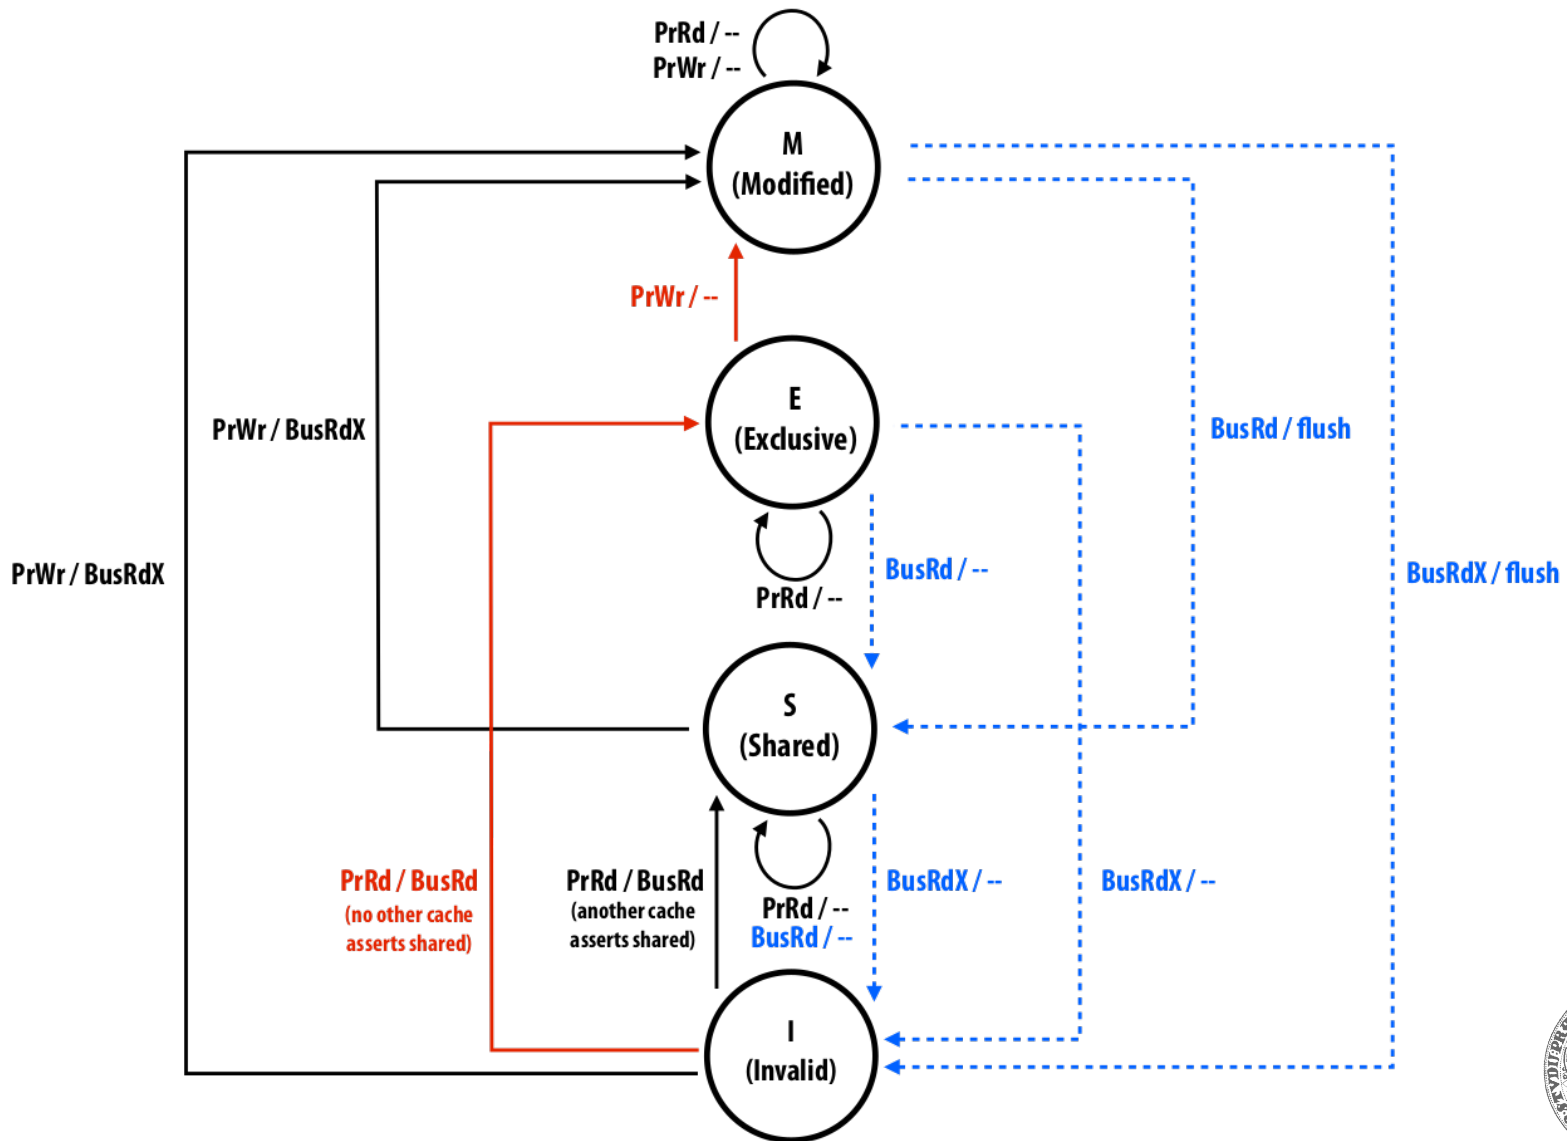 PrRd / --
PrWr / --
M
(Modified)
PrWr / --
E
(Exclusive)
PrWr / BusRdX
BusRd / flush
PrWr / BusRdX
BusRd / --
BusRdX / flush
PrRd / --
S
(Shared)
PrRd / BusRd
(no other cache
asserts shared)
PrRd / BusRd
(another cache
asserts shared)
PrRd / --
BusRd / --
BusRdX / --
BusRdX / --
I
(Invalid)